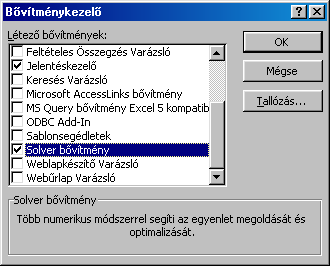 Bővítménykezelő
Létező bővítmények:
Feltételes Összegzés Varázsló
Jelentéskezelő
Keresés Varázsló
Microsoft AccessLinks bővítmény
MS Query bővítmény Excel 5 kompatib
ODBC Add-In
Sablonsegédletek
Solver bővítmény
Weblapkészítő Varázsló
Webűrlap Varázsló
OK
Mégse
Tallózás...
Solver bővítmény
Több numerikus módszerrel segíti az egyenlet megoldását és
optimalizását.